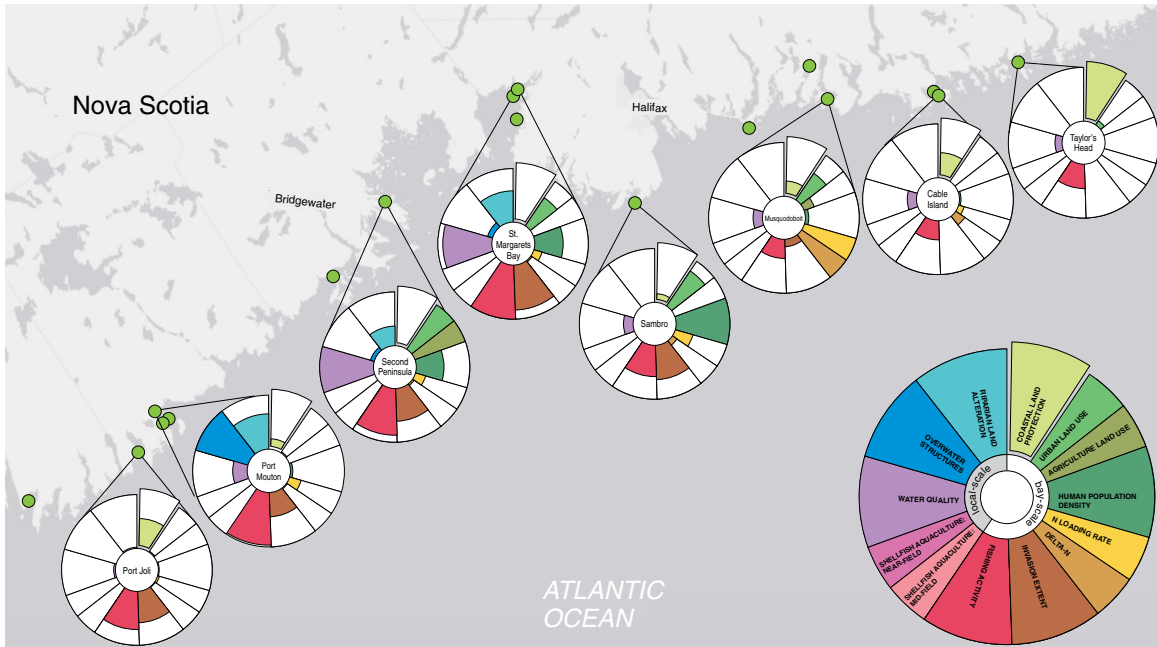 Nova Scotia
Halifax
Bridgewater
Taylor's
Head
Cable
Island
Musquodoboit
St.
Margarets
Bay
Sambro
Second
Peninsula
Port
Mouton
Port Joli
ATLANTIC
OCEAN
RIPARIAN LAND
ALTERATION
COASTAL LAND
PROTECTION
URBAN LAND USE
AGRICULTURE LAND USE
HUMAN POPULATION
DENSITY
N LOADING RATE
DELTA-N
INVASION EXTENT
FISHING ACTIVITY
SHELLFISH AQUACULTURE:
MID-FIELD
SHELLFISH AQUACULTURE:
NEAR-FIELD
WATER QUALITY
OVERWATER
STRUCTURES
local-scale
bay-scale